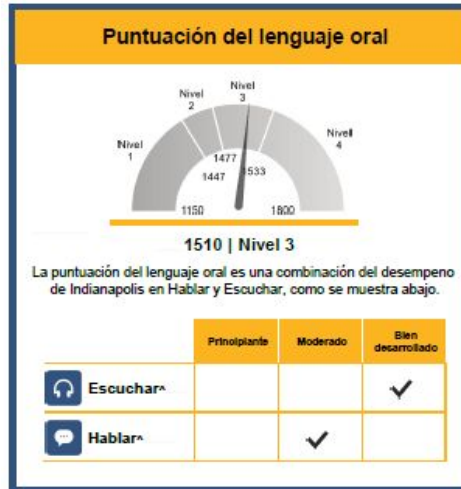 Puntuación del lenguaje oral
Nivel 1
Nivel 2
Nivel 3
Nivel 4
1447
1477
1533
1150
1800
1510 | Nivel 3
La puntuación del lenguaje oral es una combinación del desempeno
de Indianapolis en Hablar y Escuchar, como se muestra abajo.
Principiante Moderado Bien desarrollado
Escuchar^
Hablar^